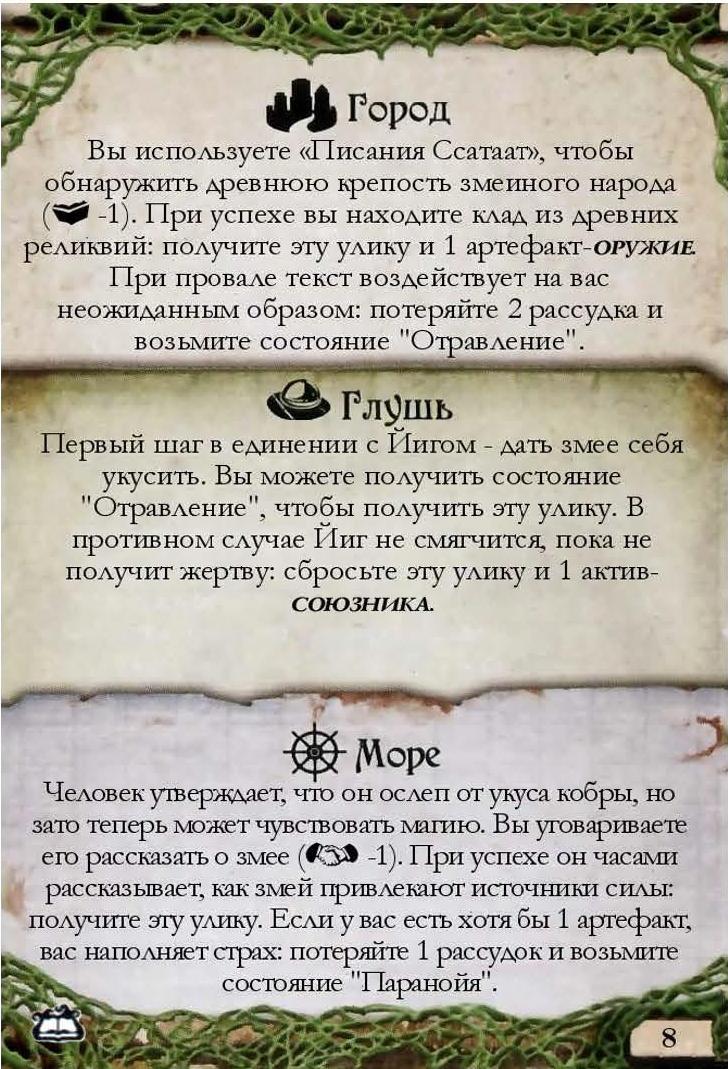 Город
Вы используете «Писания Ссатаат», чтобы
обнаружить древнюю крепость змеиного народа
( -1). При успехе вы находите клад из древних
реликвий: получите эту улику и 1 артефакт-ОРУЖИЕ.
При провале текст воздействует на вас
неожиданным образом: потеряйте 2 рассудка и
возьмите состояние "Отравление".
Глушь
Первый шаг в единении с Йигом - дать змее себя
укусить. Вы можете получить состояние
"Отравление", чтобы получить эту улику. В
противном случае Йиг не смягчится, пока не
получит жертву: сбросьте эту улику и 1 актив-
СОЮЗНИКА.
Море
Человек утверждает, что он ослеп от укуса кобры, но
зато теперь может чувствовать магию. Вы уговариваете
его рассказать о змее ( -1). При успехе он часами
рассказывает, как змей привлекают источники силы:
получите эту улику. Если у вас есть хотя бы 1 артефакт,
вас наполняет страх: потеряйте 1 рассудок и возьмите
состояние "Паранойя".
8